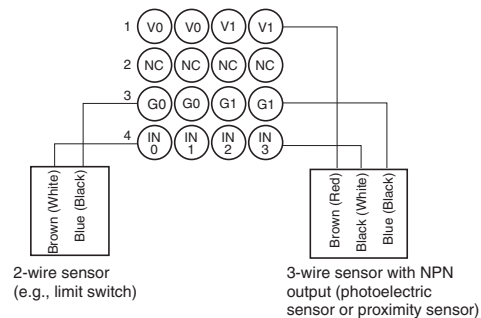 1 V0 V0 V1 V1
2 NC NC NC NC
3 G0 G0 G1 G1
4 IN 0 IN 1 IN 2 IN 3
Brown (White)
Blue (Black)
Brown (Red)
Black (White)
Blue (Black)
2-wire sensor
(e.g., limit switch)
3-wire sensor with NPN
output (photoelectric
sensor or proximity sensor)